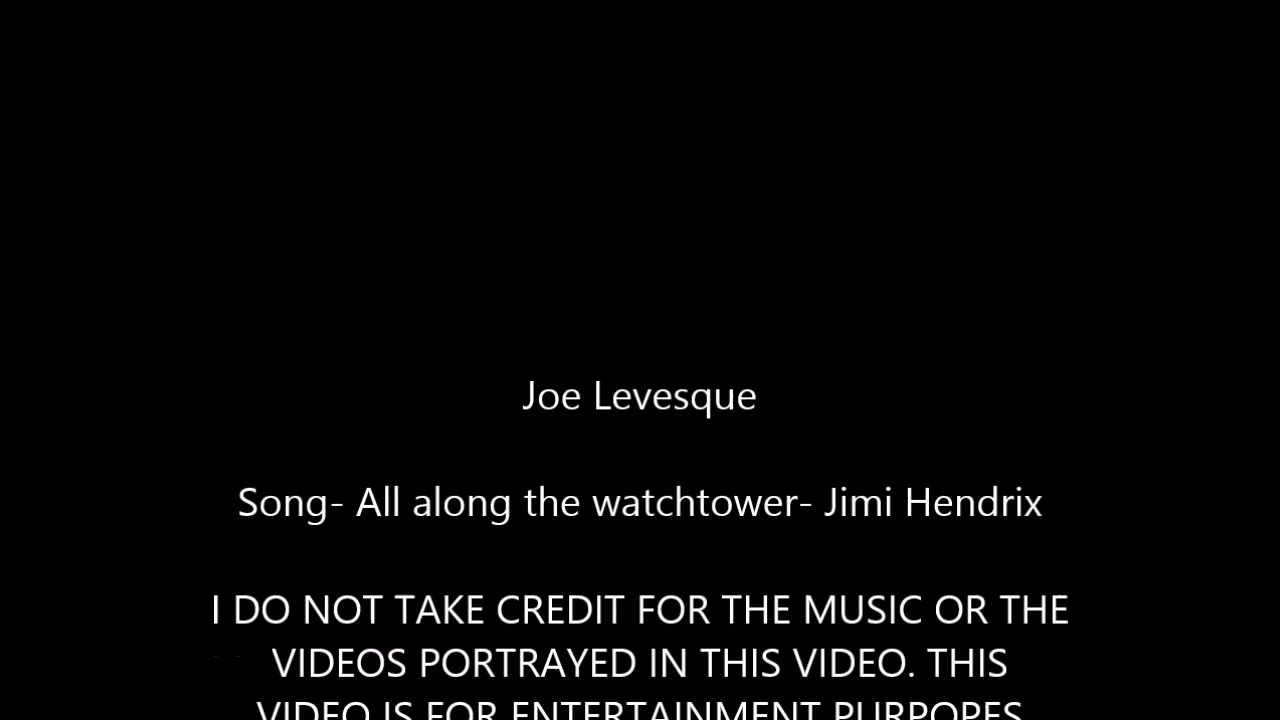 Joe Levesque
Song- All along the watchtower- Jimi Hendrix
I DO NOT TAKE CREDIT FOR THE MUSIC OR THE
VIDEOS PORTRAYED IN THIS VIDEO. THIS
VIDEO IS FOR ENTERTAINMENT PURPOPES